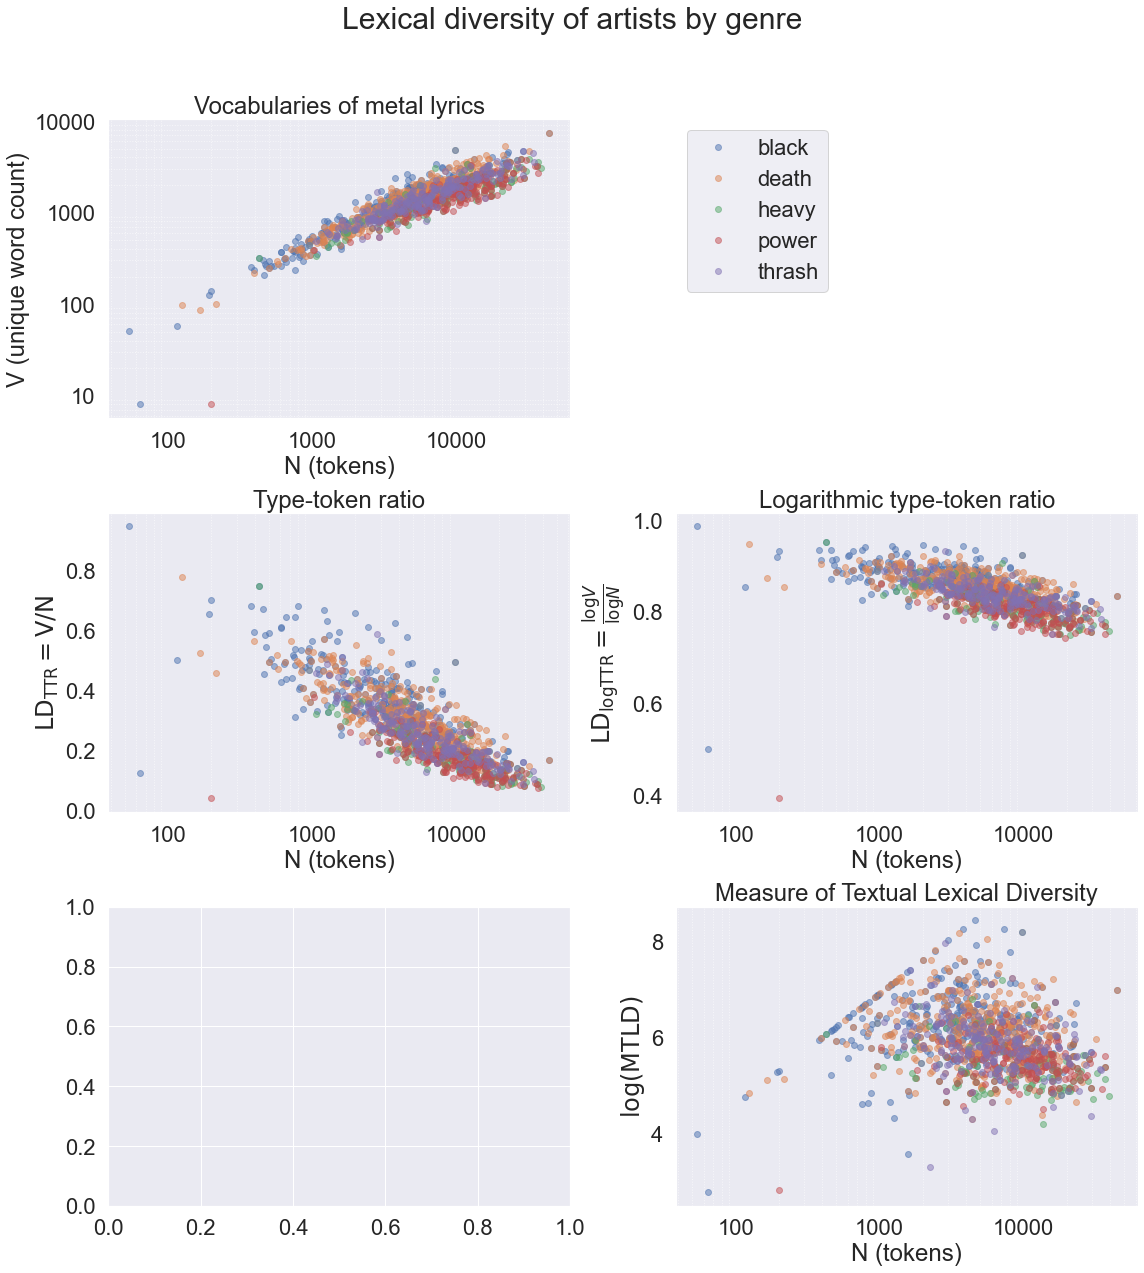 Lexical diversity of artists by genre
Vocabularies of metal lyrics
10000
1000
100
10
V (unique word count)
100 1000 10000
N (tokens)
black
death
heavy
power
thrash
Type-token ratio
0.8
0.6
0.4
0.2
0.0
LD_TTR = V/N
100 1000 10000
N (tokens)
Logarithmic type-token ratio
1.0
0.8
0.6
0.4
LD_logTTR = logV/logN
100 1000 10000
N (tokens)
1.0
0.8
0.6
0.4
0.2
0.0
0.0 0.2 0.4 0.6 0.8 1.0
Measure of Textual Lexical Diversity
8
6
4
log(MTLD)
100 1000 10000
N (tokens)